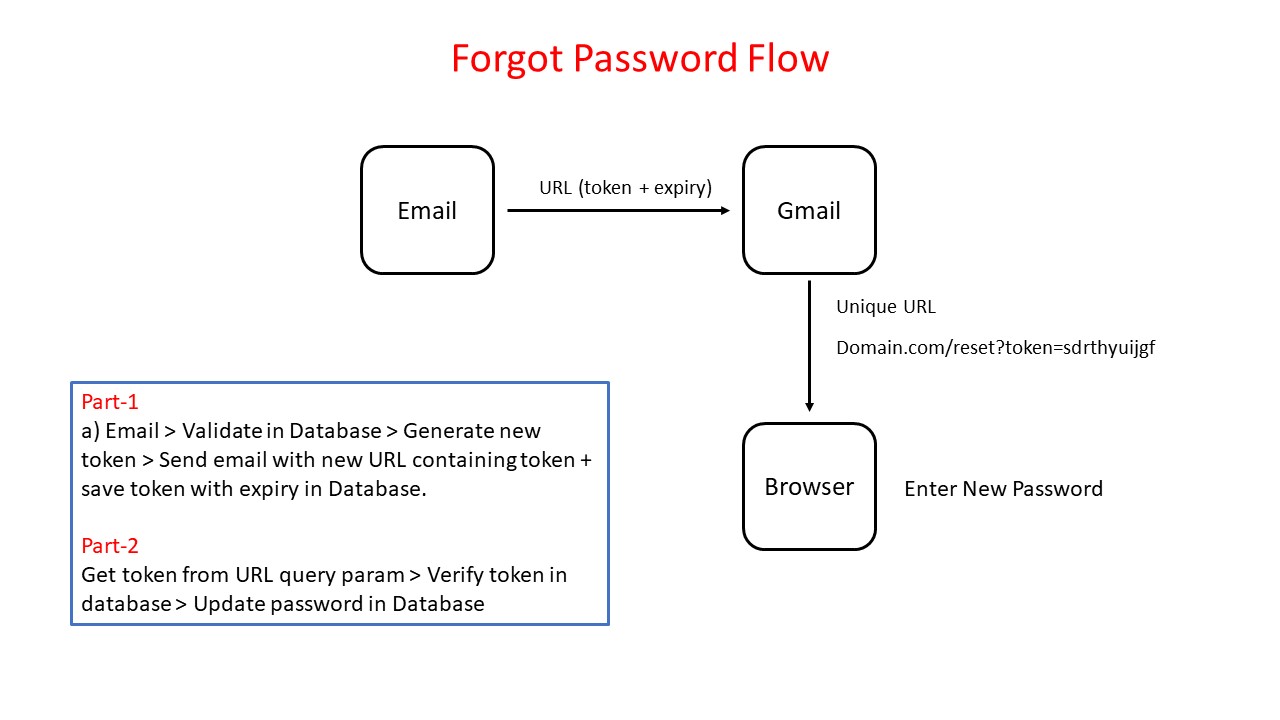 Forgot Password Flow
Email
URL (token + expiry)
Gmail
Unique URL
Domain.com/reset?token=sdrthyuijgf
Part-1
a) Email > Validate in Database > Generate new
token > Send email with new URL containing token +
save token with expiry in Database.
Part-2
Get token from URL query param > Verify token in
database > Update password in Database
Browser
Enter New Password